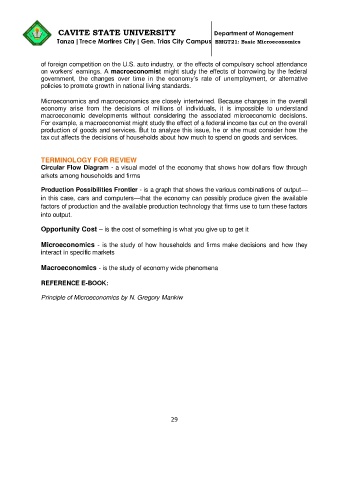 CAVITE STATE UNIVERSITY
Department of Management
Tanza | Trece Martires City | Gen. Trias City Campus
BMGT21: Basic Microeconomics
of foreign competition on the U.S. auto industry, or the effects of compulsory school attendance
on workers' earnings. A macroeconomist might study the effects of borrowing by the federal
government, the changes over time in the economy's rate of unemployment, or alternative
policies to promote growth in national living standards.
Microeconomics and macroeconomics are closely intertwined. Because changes in the overall
economy arise from the decisions of millions of individuals, it is impossible to understand
macroeconomic developments without considering the associated microeconomic decisions.
For example, a macroeconomist might study the effect of a federal income tax cut on the overall
production of goods and services. But to analyze this issue, he or she must consider how the
tax cut affects the decisions of households about how much to spend on goods and services.
TERMINOLOGY FOR REVIEW
Circular Flow Diagram - a visual model of the economy that shows how dollars flow through
arkets among households and firms
Production Possibilities Frontier - is a graph that shows the various combinations of output—
in this case, cars and computers—that the economy can possibly produce given the available
factors of production and the available production technology that firms use to turn these factors
into output.
Opportunity Cost – is the cost of something is what you give up to get it
Microeconomics - is the study of how households and firms make decisions and how they
interact in specific markets
Macroeconomics - is the study of economy wide phenomena
REFERENCE E-BOOK:
Principle of Microeconomics by N. Gregory Mankiw
29